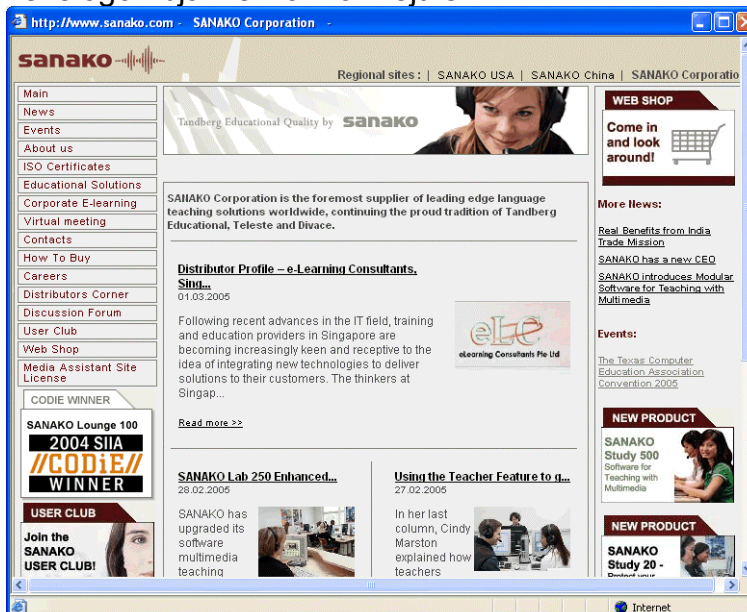 http://www.sanako.com - SANAKO Corporation -
sanako
Regional sites : | SANAKO USA | SANAKO China | SANAKO Corporatio
Main
News
Events
About us
ISO Certificates
Educational Solutions
Corporate E-learning
Virtual meeting
Contacts
How To Buy
Careers
Distributors Corner
Discussion Forum
User Club
Web Shop
Media Assistant Site
License
CODIE WINNER
SANAKO Lounge 100
2004 SIIA
//CODiE//
WINNER
USER CLUB
Join the
SANAKO
USER CLUB!
Tandberg Educational Quality by sanako
SANAKO Corporation is the foremost supplier of leading edge language
teaching solutions worldwide, continuing the proud tradition of Tandberg
Educational, Teleste and Divace.
Distributor Profile – e-Learning Consultants,
Sing...
01.03.2005
Following recent advances in the IT field, training
and education providers in Singapore are
becoming increasingly keen and receptive to the
idea of integrating new technologies to deliver
solutions to their customers. The thinkers at
Singap...
eLC
eLearning Consultants Pte Ltd
Read more >>
SANAKO Lab 250 Enhanced...
28.02.2005
SANAKO has
upgraded its
software
multimedia
teaching
Using the Teacher Feature to g...
27.02.2005
In her last
column, Cindy
Marston
explained how
teachers
WEB SHOP
Come in
and look
around!
More News:
Real Benefits from India
Trade Mission
SANAKO has a new CEO
SANAKO introduces Modular
Software for Teaching with
Multimedia
Events:
The Texas Computer
Education Association
Convention 2005
NEW PRODUCT
SANAKO
Study 500
Software for
Teaching with
Multimedia
NEW PRODUCT
SANAKO
Study 20 -
Internet